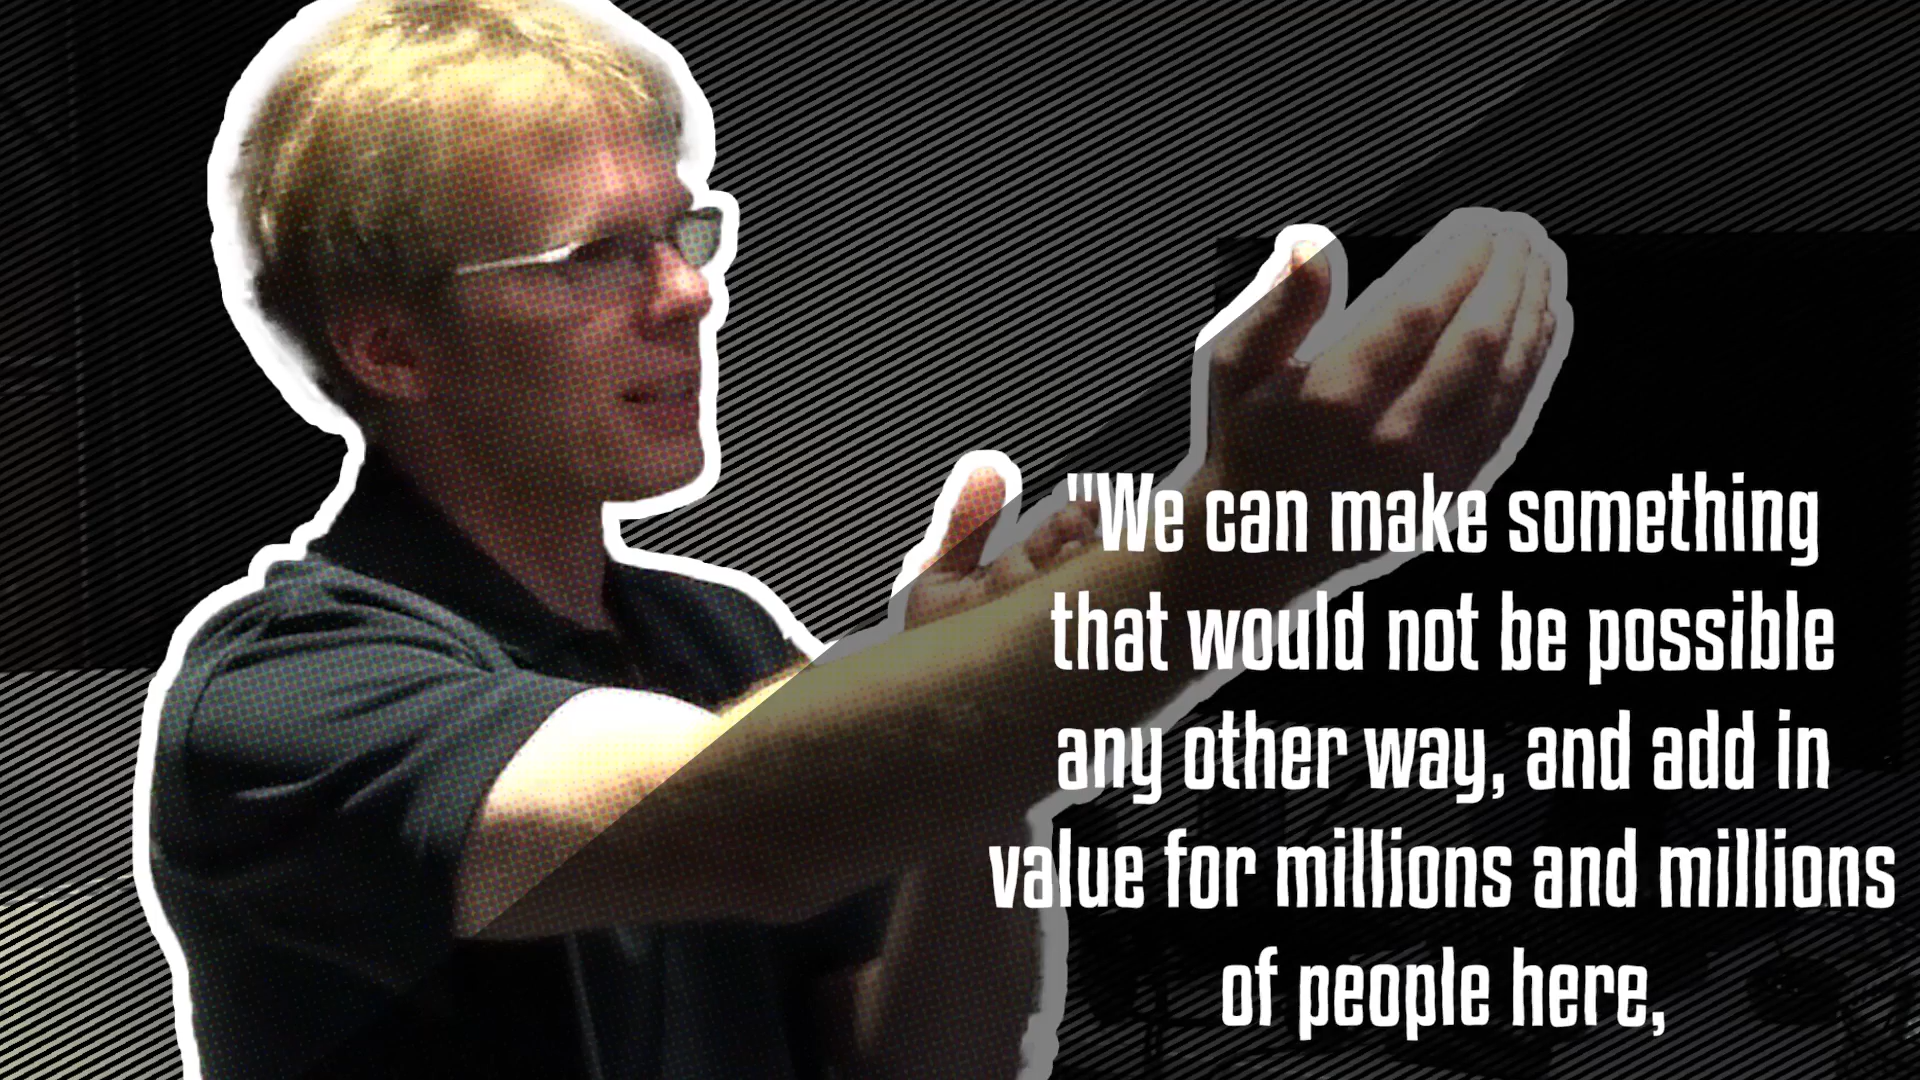 "We can make something
that would not be possible
any other way, and add in
value for millions and millions
of people here,